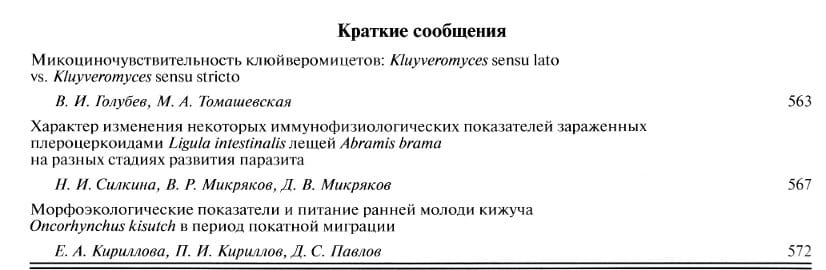 Краткие сообщения
Микоциночувствительность клюйверомицетов: Kluyveromyces sensu lato
vs. Kluyveromyces sensu stricto
В. И. Голубев, М. А. Томашевская 563
Характер изменения некоторых иммунофизиологических показателей зараженных
плероцеркоидами Ligula intestinalis лещей Abramis brama
на разных стадиях развития паразита
Н. И. Силкина, В. Р. Микряков, Д. В. Микряков 567
Морфоэкологические показатели и питание ранней молоди кижуча
Oncorhynchus kisutch в период покатной миграции
Е. А. Кириллова, П. И. Кириллов, Д. С. Павлов 572